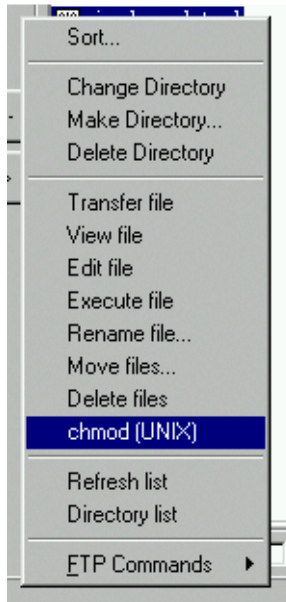 Sort...
Change Directory
Make Directory...
Delete Directory
Transfer file
View file
Edit file
Execute file
Rename file...
Move files...
Delete files
chmod (UNIX)
Refresh list
Directory list
FTP Commands